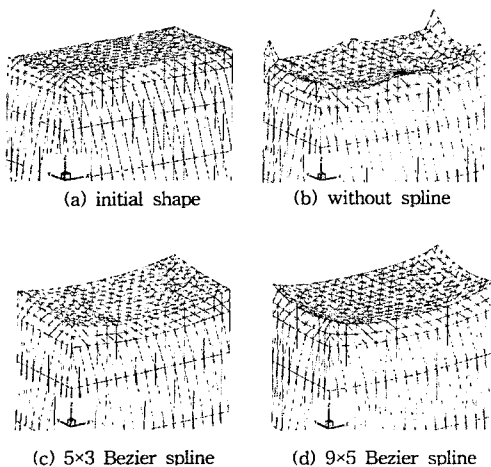 (a) initial shape
(b) without spline
(c) 5×3 Bezier spline
(d) 9×5 Bezier spline